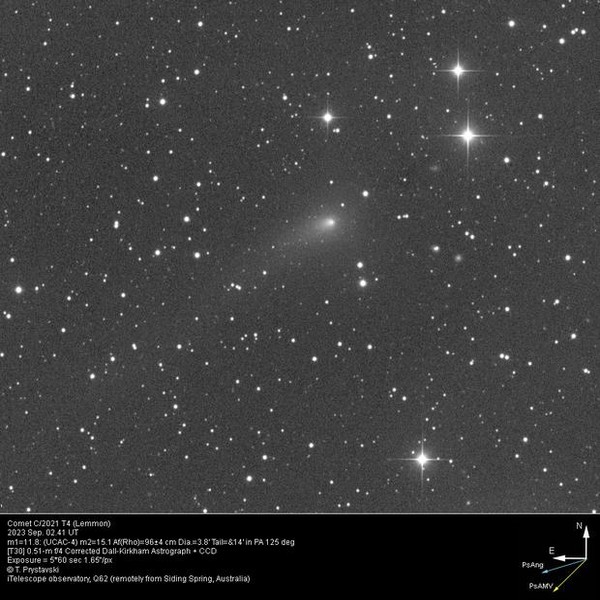 Comet C/2021 T4 (Lemmon)
2023 Sep. 02.41 UT
m1=11.8: (UCAC-4) m2=15.1 Af(Rho)=96±4 cm Dia.=3.8' Tail=&14' in PA 125 deg
[T30] 0.51-m f/4 Corrected Dall-Kirkham Astrograph + CCD
Exposure = 5*60 sec 1.65"/px
© T. Prystavski
iTelescope observatory, Q62 (remotely from Siding Spring, Australia)
N
E
PsAng
PsAMV